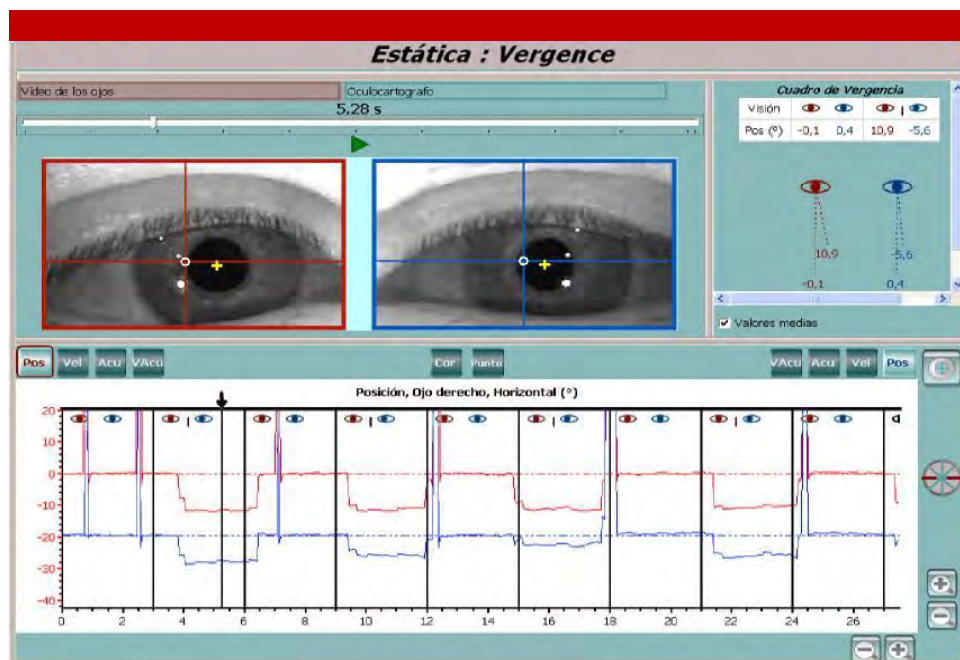 Estática : Vergence
Vídeo de los ojos
Oculocartografo
5,28 s
Cuadro de Vergencia
Visión
Pos (º) -0,1 0,4 10,9 -5,6
10,9 -5,6
-0,1 0,4
Valores medias
Pos Vel Acu VAcu Cor Punto VAcu Acu Vel Pos
Posición, Ojo derecho, Horizontal (º)
20
10
0
-10
-20
-30
-40
0 2 4 6 8 10 12 14 16 18 20 22 24 26